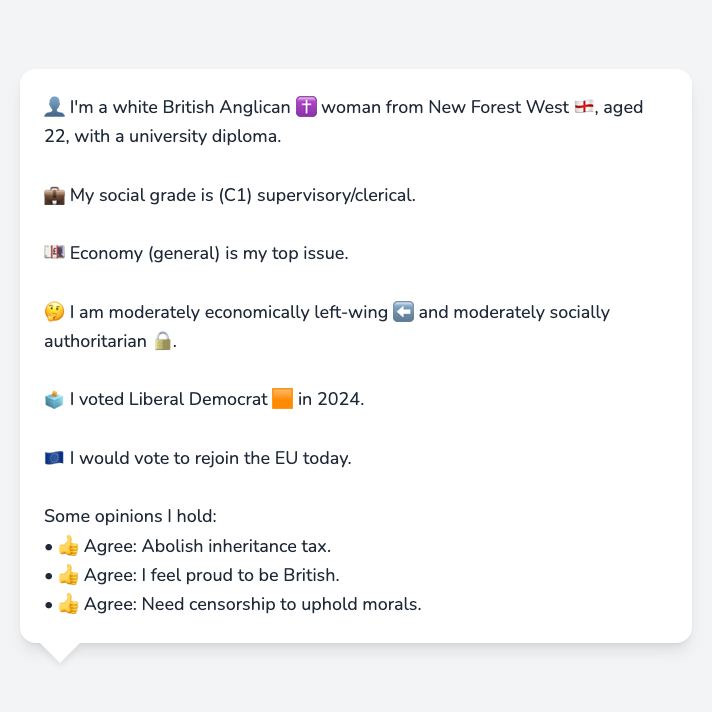 👤 I'm a white British Anglican ✝️ woman from New Forest West 🏴󠁧󠁢󠁥󠁮󠁧󠁿, aged
22, with a university diploma.
💼 My social grade is (C1) supervisory/clerical.
💷 Economy (general) is my top issue.
🤔 I am moderately economically left-wing ⬅️ and moderately socially
authoritarian 🔒.
🗳️ I voted Liberal Democrat 🟧 in 2024.
🇪🇺 I would vote to rejoin the EU today.
Some opinions I hold:
• 👍 Agree: Abolish inheritance tax.
• 👍 Agree: I feel proud to be British.
• 👍 Agree: Need censorship to uphold morals.